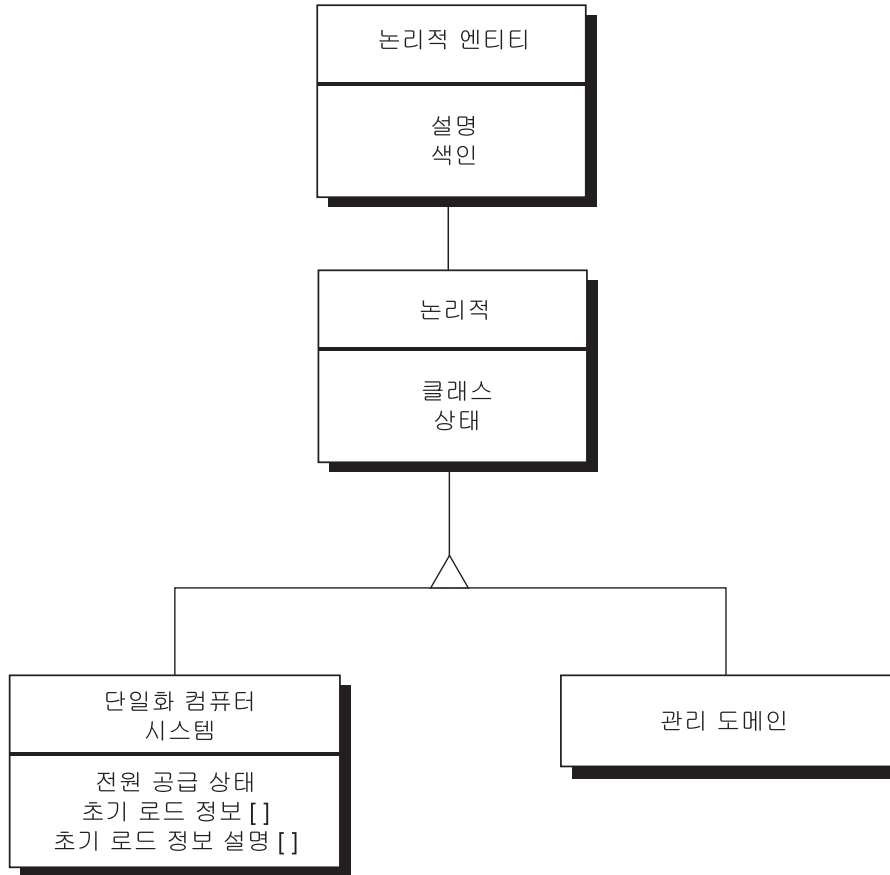 논리적 엔티티
설명
색인
논리적
클래스
상태
단일화 컴퓨터
시스템
전원 공급 상태
초기 로드 정보 [ ]
초기 로드 정보 설명 [ ]
관리 도메인